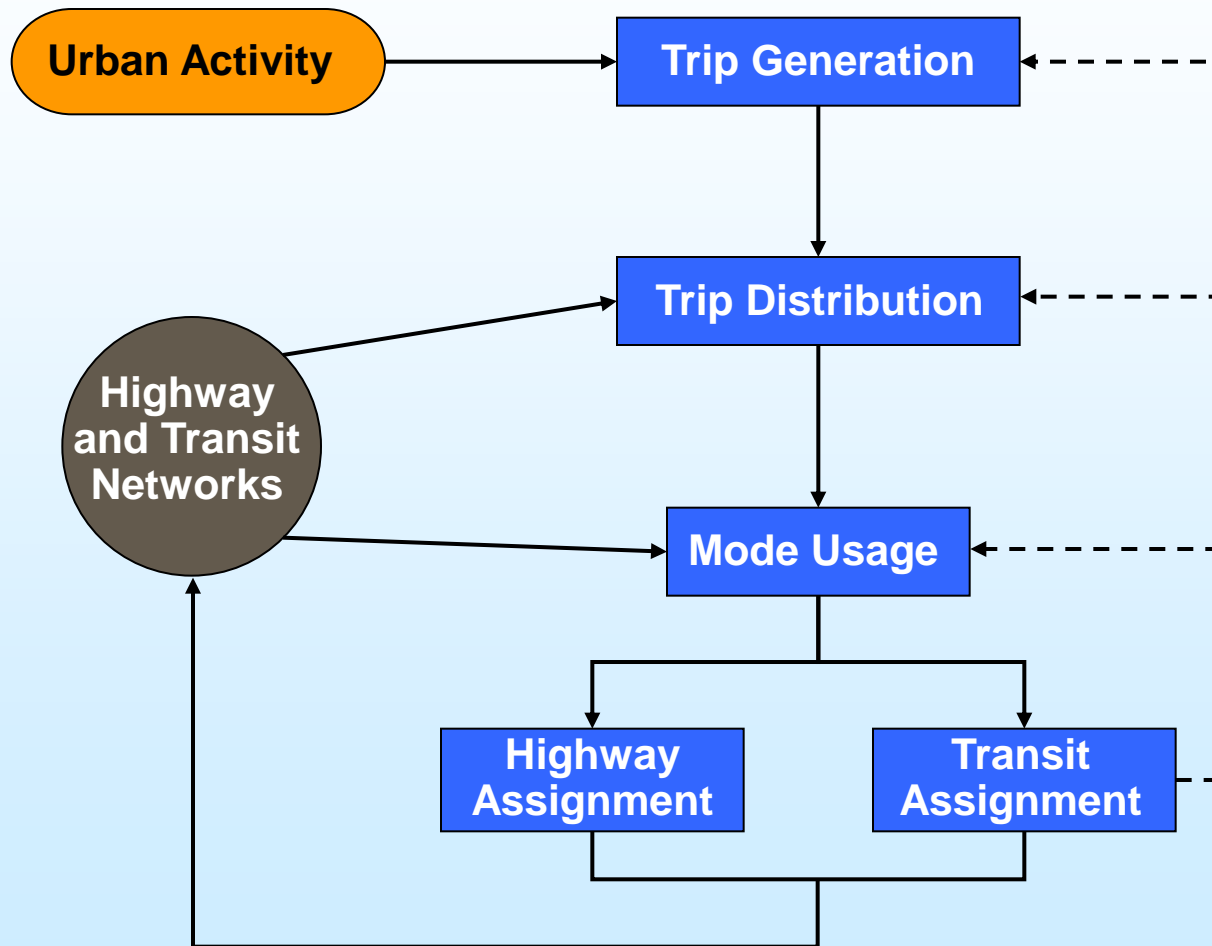 Urban Activity
Trip Generation
Trip Distribution
Highway
and Transit
Networks
Mode Usage
Highway
Assignment
Transit
Assignment